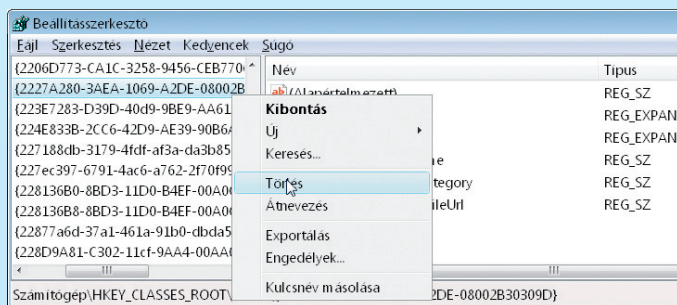 Beállításszerkesztő
Fájl Szerkesztés Nézet Kedvencek Súgó
{2206D773-CA1C-3258-9456-CEB770
{2227A280-3AEA-1069-A2DE-08002B
{223E7283-D39D-40d9-9BE9-AA61
{224E833B-2CC6-42D9-AE39-90B6
{227188db-3179-4fdf-af3a-da3b85
{227ec397-6791-4ac6-a762-2f70f99
{228136B0-8BD3-11D0-B4EF-00A0
{228136B8-8BD3-11D0-B4EF-00A0
{22877a6d-37a1-461a-91b0-dbda5
{228D9A81-C302-11cf-9AA4-00AA
Név Típus
(Alapértelmezett) REG_SZ
REG_EXPAN
REG_EXPAN
e REG_SZ
tegory REG_SZ
ileUrl REG_SZ
Kibontás
Új
Keresés...
Törlés
Átnevezés
Exportálás
Engedélyek...
Kulcsnév másolása
Számítógép\HKEY_CLASSES_ROOT\ 2DE-08002B30309D}